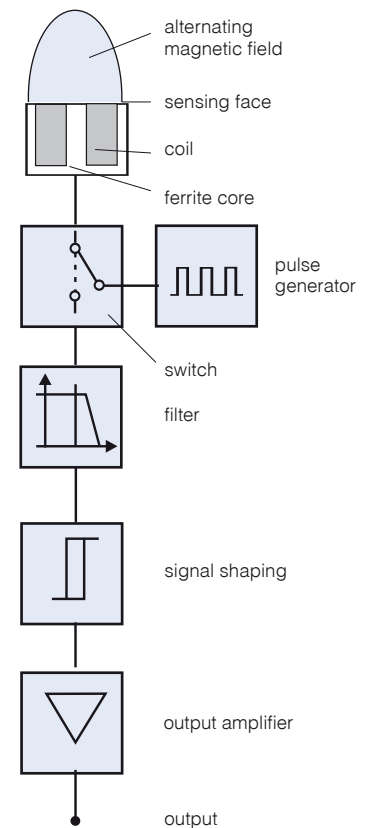 alternating
magnetic field
sensing face
coil
ferrite core
pulse
generator
switch
filter
signal shaping
output amplifier
output